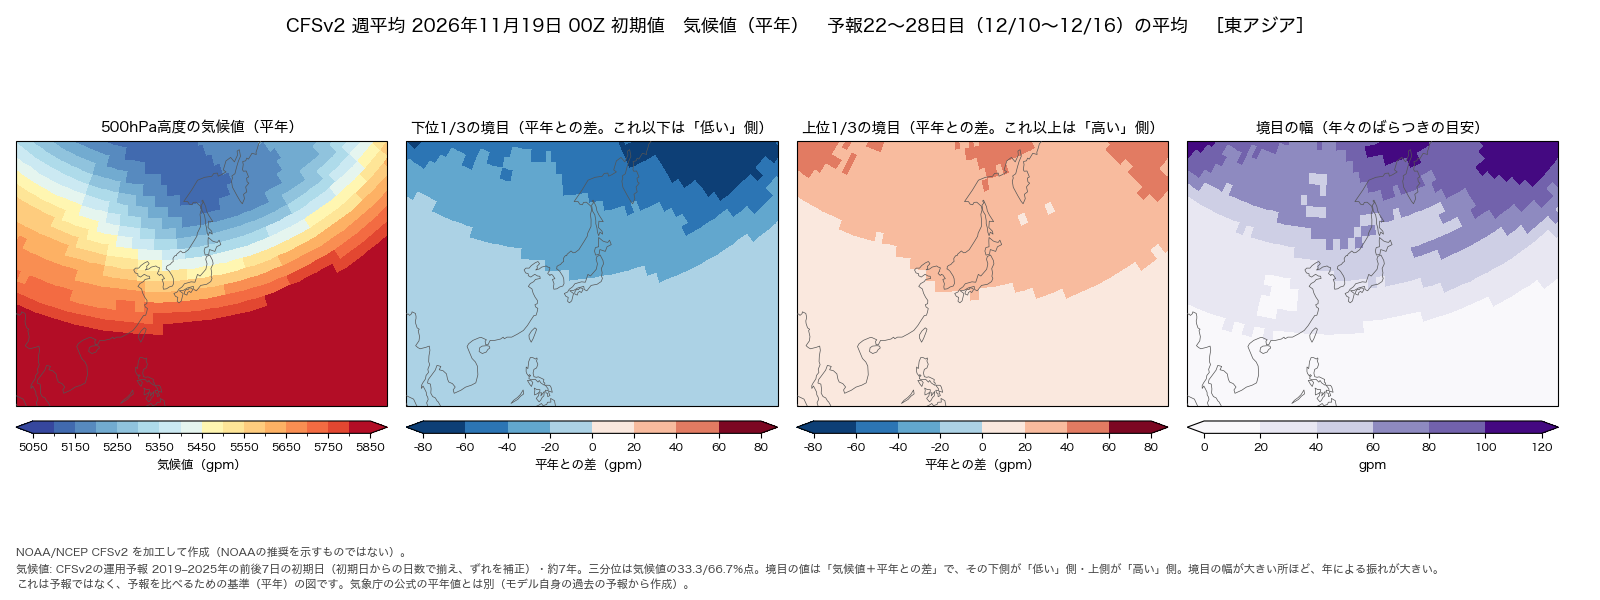 CFSv2 週平均 2026年11月19日 00Z 初期値　気候値（平年）　予報22～28日目（12/10～12/16）の平均　［東アジア］
500hPa高度の気候値（平年）
下位1/3の境目（平年との差。これ以下は「低い」側）
上位1/3の境目（平年との差。これ以上は「高い」側）
境目の幅（年々のばらつきの目安）
5050 5150 5250 5350 5450 5550 5650 5750 5850
-80 -60 -40 -20 0 20 40 60 80
-80 -60 -40 -20 0 20 40 60 80
0 20 40 60 80 100 120
気候値（gpm）
平年との差（gpm）
平年との差（gpm）
gpm
NOAA/NCEP CFSv2 を加工して作成（NOAAの推奨を示すものではない）。
気候値: CFSv2の運用予報 2019–2025年の前後7日の初期日（初期日からの日数で揃え、ずれを補正）・約7年。三分位は気候値の33.3/66.7%点。境目の値は「気候値＋平年との差」で、その下側が「低い」側・上側が「高い」側。境目の幅が大きい所ほど、年による振れが大きい。
これは予報ではなく、予報を比べるための基準（平年）の図です。気象庁の公式の平年値とは別（モデル自身の過去の予報から作成）。